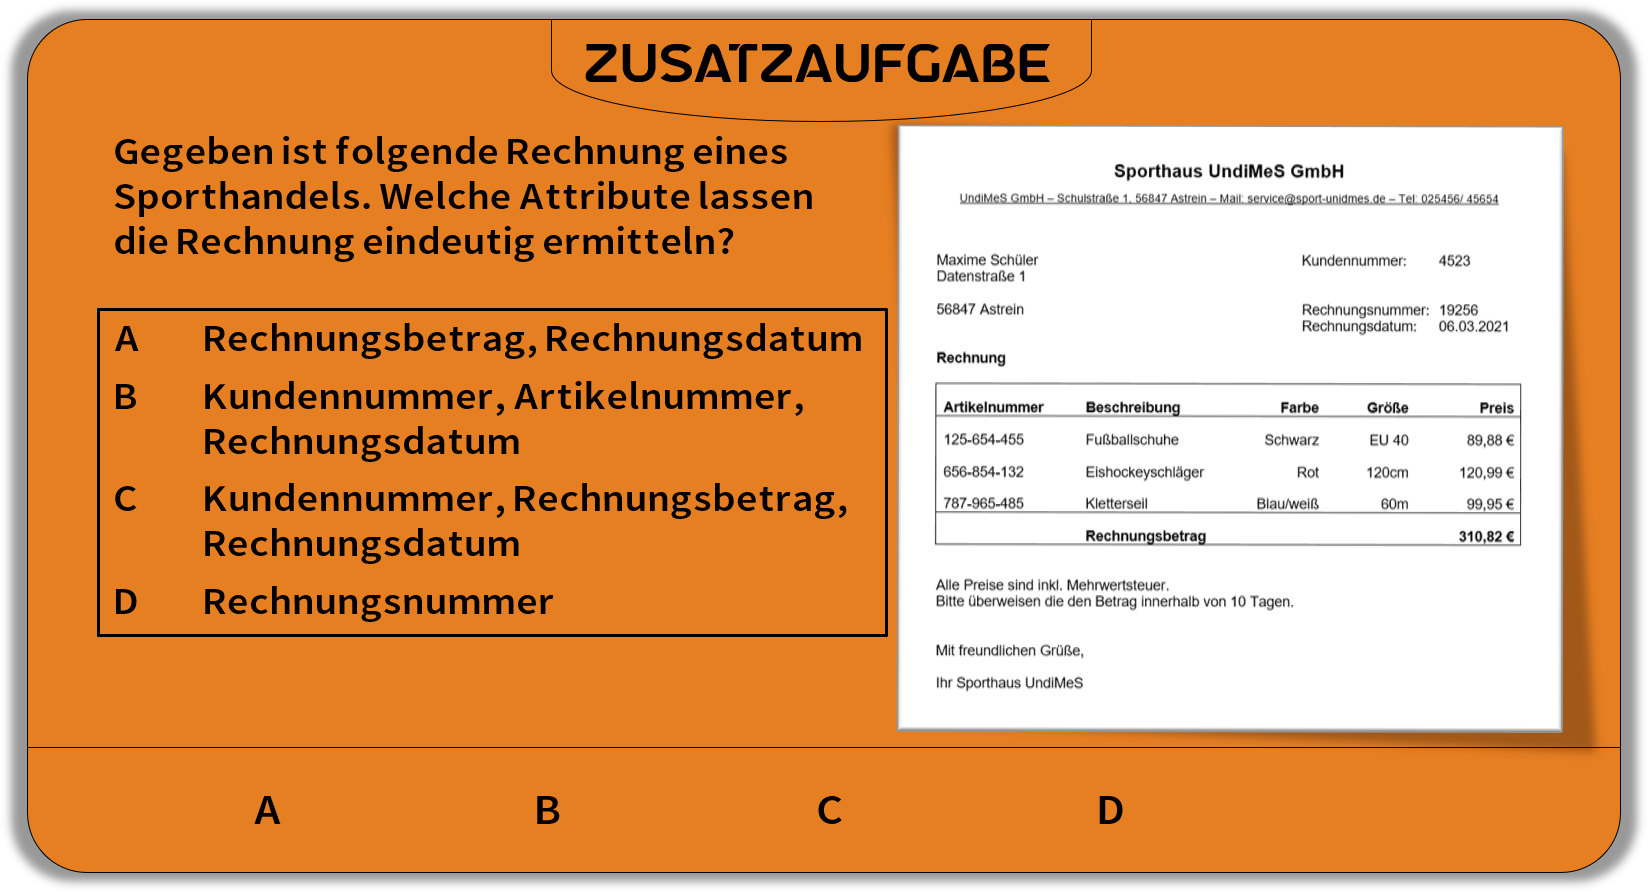 ZUSATZAUFGABE
Gegeben ist folgende Rechnung eines
Sporthandels. Welche Attribute lassen
die Rechnung eindeutig ermitteln?
A Rechnungsbetrag, Rechnungsdatum
B Kundennummer, Artikelnummer,
Rechnungsdatum
C Kundennummer, Rechnungsbetrag,
Rechnungsdatum
D Rechnungsnummer
Sporthaus UndiMeS GmbH
UndiMeS GmbH – Schulstraße 1, 56847 Astrein – Mail: service@sport-unidmes.de – Tel: 025456/ 45654
Maxime Schüler Kundennummer: 4523
Datenstraße 1
56847 Astrein Rechnungsnummer: 19256
Rechnungsdatum: 06.03.2021
Rechnung
Artikelnummer Beschreibung Farbe Größe Preis
125-654-455 Fußballschuhe Schwarz EU 40 89,88 €
656-854-132 Eishockeyschläger Rot 120cm 120,99 €
787-965-485 Kletterseil Blau/weiß 60m 99,95 €
Rechnungsbetrag 310,82 €
Alle Preise sind inkl. Mehrwertsteuer.
Bitte überweisen die den Betrag innerhalb von 10 Tagen.
Mit freundlichen Grüße,
Ihr Sporthaus UndiMeS
A B C D